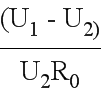 (U₁ - U₂₎
U₂R₀